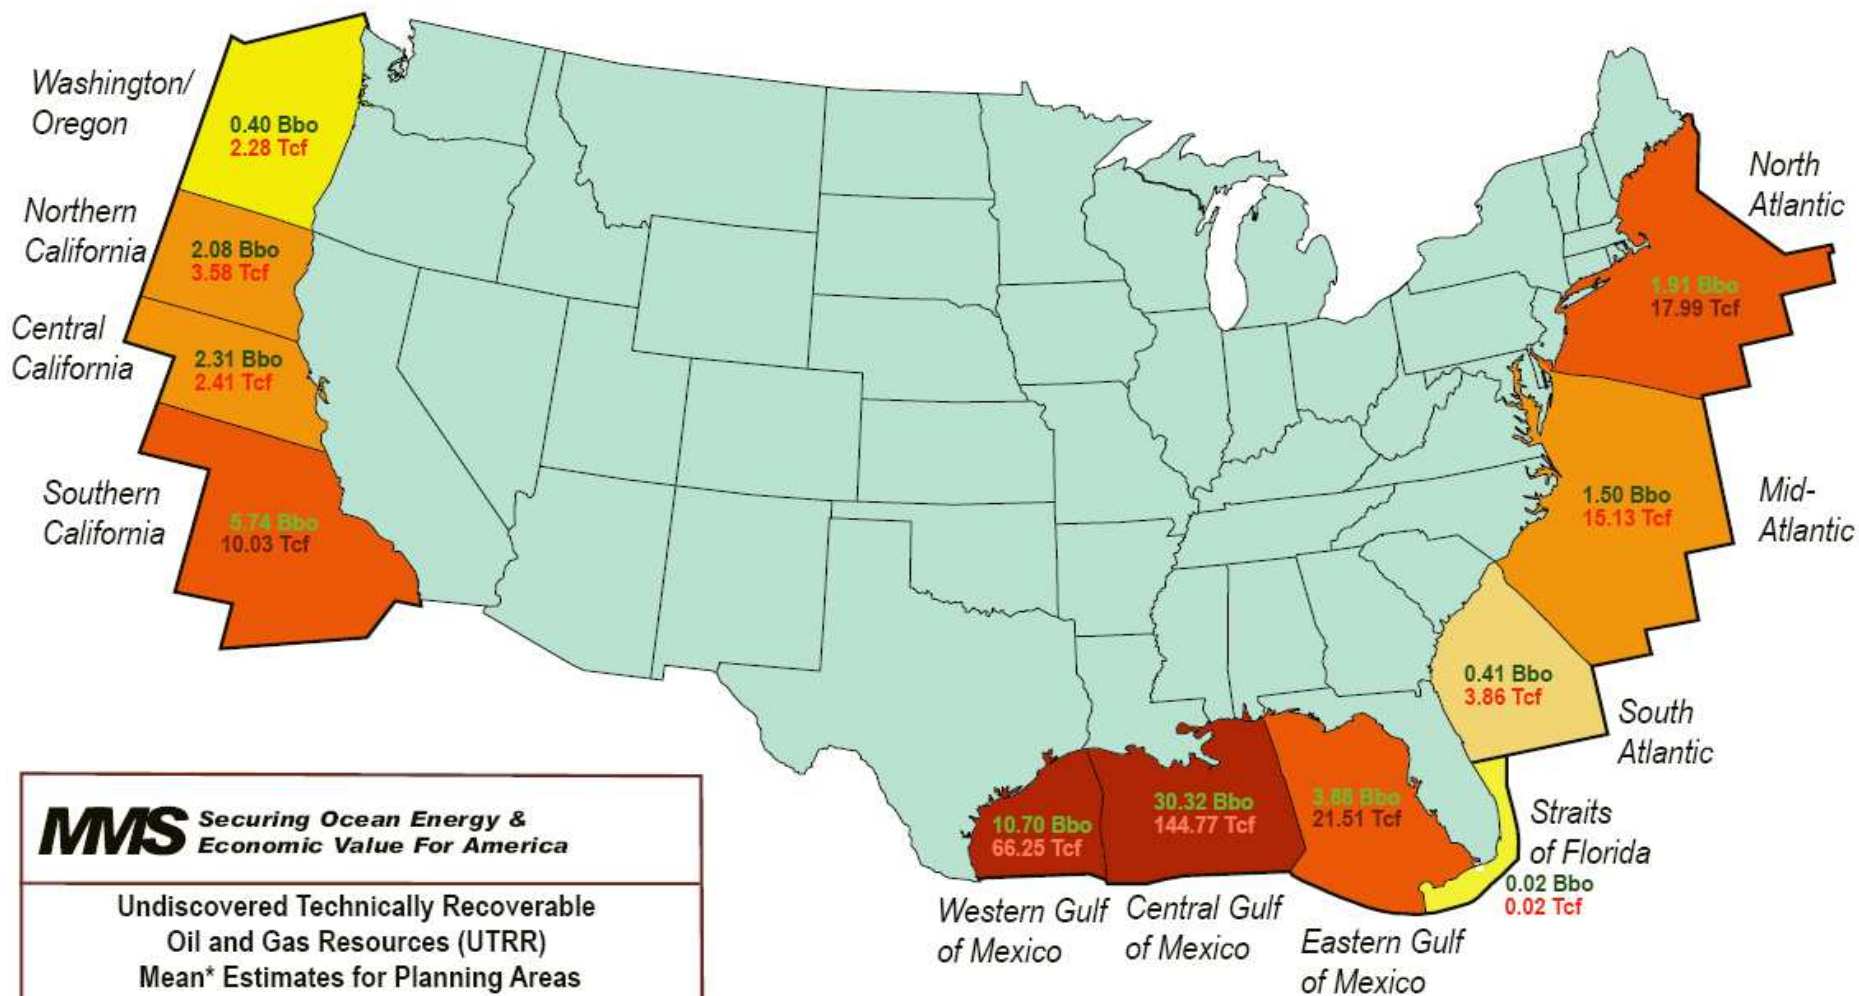 Washington/
Oregon
0.40 Bbo
2.28 Tcf
Northern
California
2.08 Bbo
3.58 Tcf
Central
California
2.31 Bbo
2.41 Tcf
Southern
California
5.74 Bbo
10.03 Tcf
North
Atlantic
1.91 Bbo
17.99 Tcf
Mid-
Atlantic
1.50 Bbo
15.13 Tcf
0.41 Bbo
3.86 Tcf
South
Atlantic
Straits
of Florida
0.02 Bbo
0.02 Tcf
10.70 Bbo
66.25 Tcf
Western Gulf
of Mexico
30.32 Bbo
144.77 Tcf
Central Gulf
of Mexico
3.88 Bbo
21.51 Tcf
Eastern Gulf
of Mexico
MMS Securing Ocean Energy &
Economic Value For America
Undiscovered Technically Recoverable
Oil and Gas Resources (UTRR)
Mean* Estimates for Planning Areas